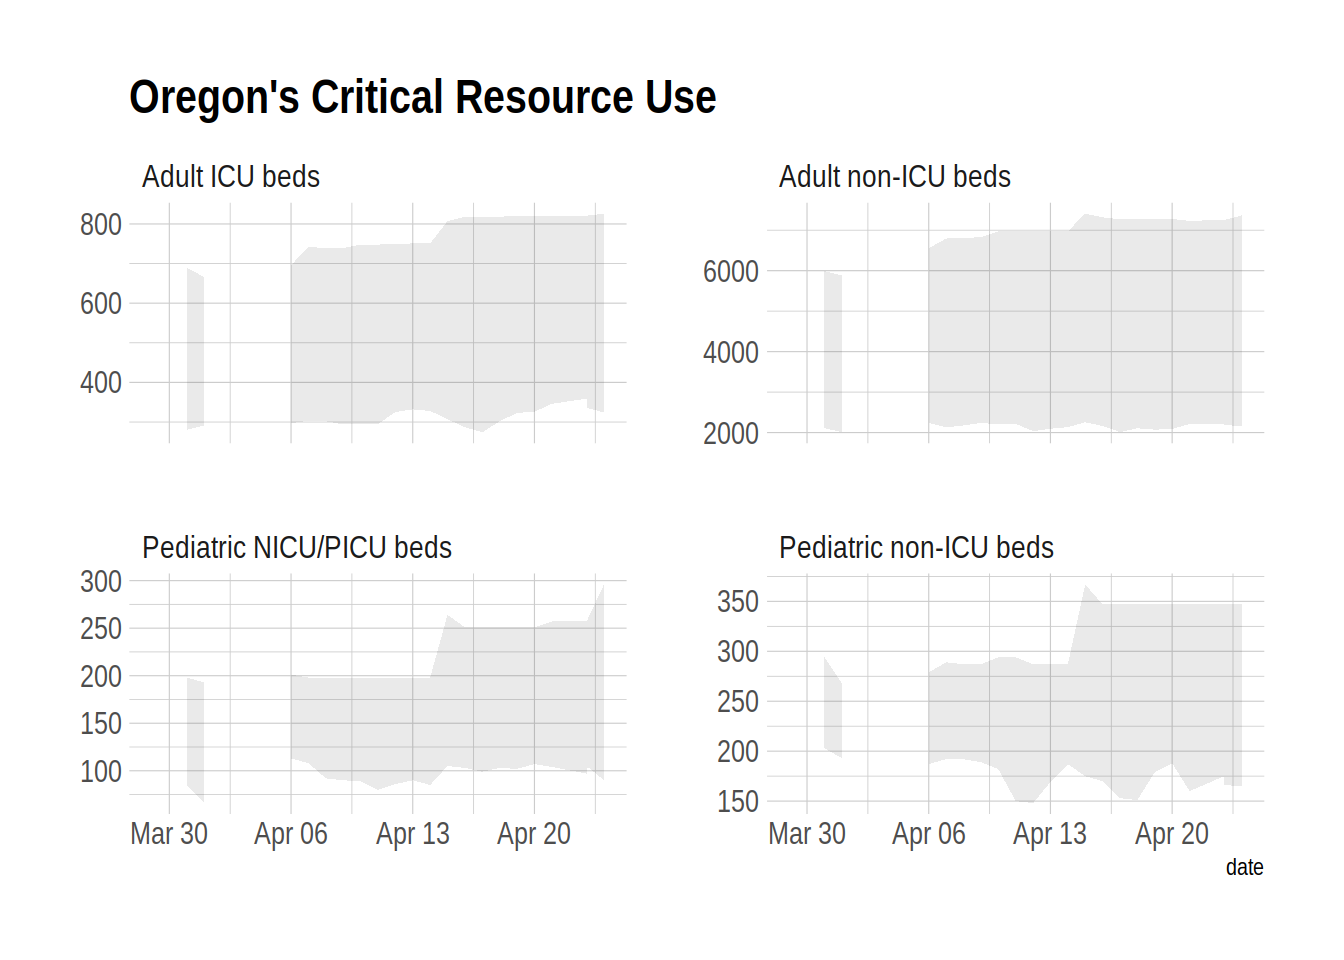 Oregon's Critical Resource Use
Adult ICU beds
Adult non-ICU beds
800
600
400
6000
4000
2000
Pediatric NICU/PICU beds
Pediatric non-ICU beds
300
250
200
150
100
350
300
250
200
150
Mar 30 Apr 06 Apr 13 Apr 20
Mar 30 Apr 06 Apr 13 Apr 20
date